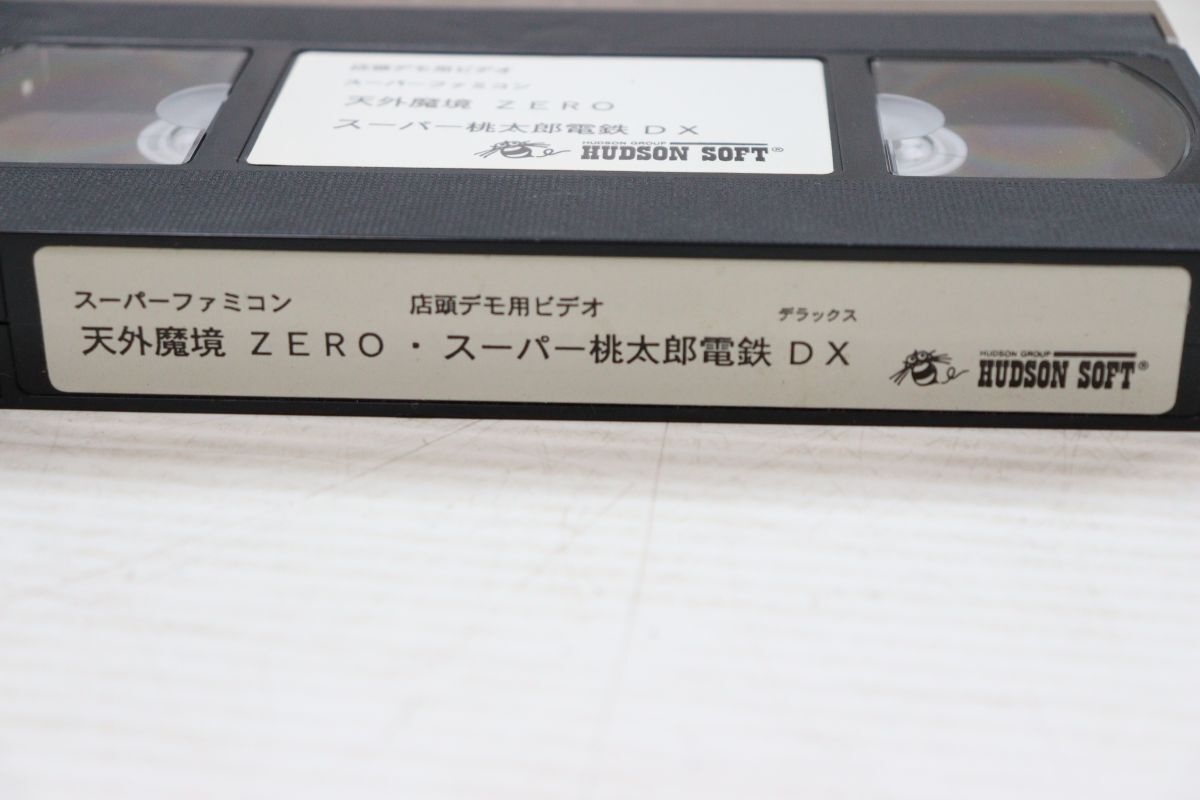 店頭デモ用ビデオ
スーパーファミコン
天外魔境 ZERO
スーパー桃太郎電鉄 DX
HUDSON GROUP
HUDSON SOFT®
スーパーファミコン 店頭デモ用ビデオ デラックス
天外魔境 ZERO・スーパー桃太郎電鉄 DX
HUDSON GROUP
HUDSON SOFT®